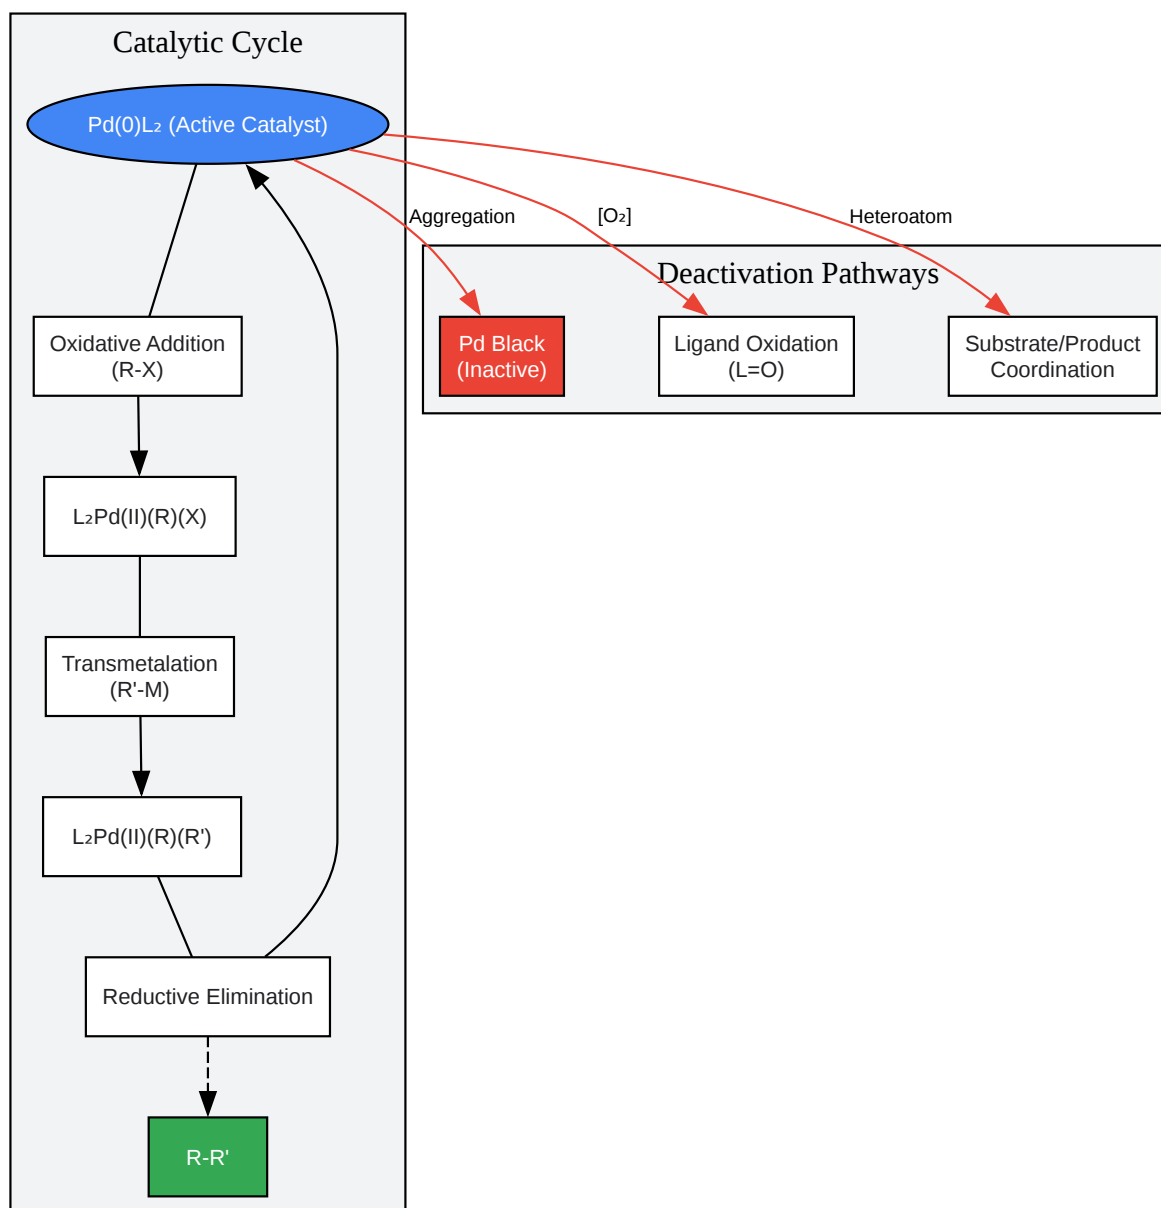 Catalytic Cycle
Pd(0)L₂ (Active Catalyst)
Aggregation
[O₂]
Heteroatom
Deactivation Pathways
Oxidative Addition
(R-X)
Pd Black
(Inactive)
Ligand Oxidation
(L=O)
Substrate/Product
Coordination
L₂Pd(II)(R)(X)
Transmetalation
(R'-M)
L₂Pd(II)(R)(R')
Reductive Elimination
R-R'